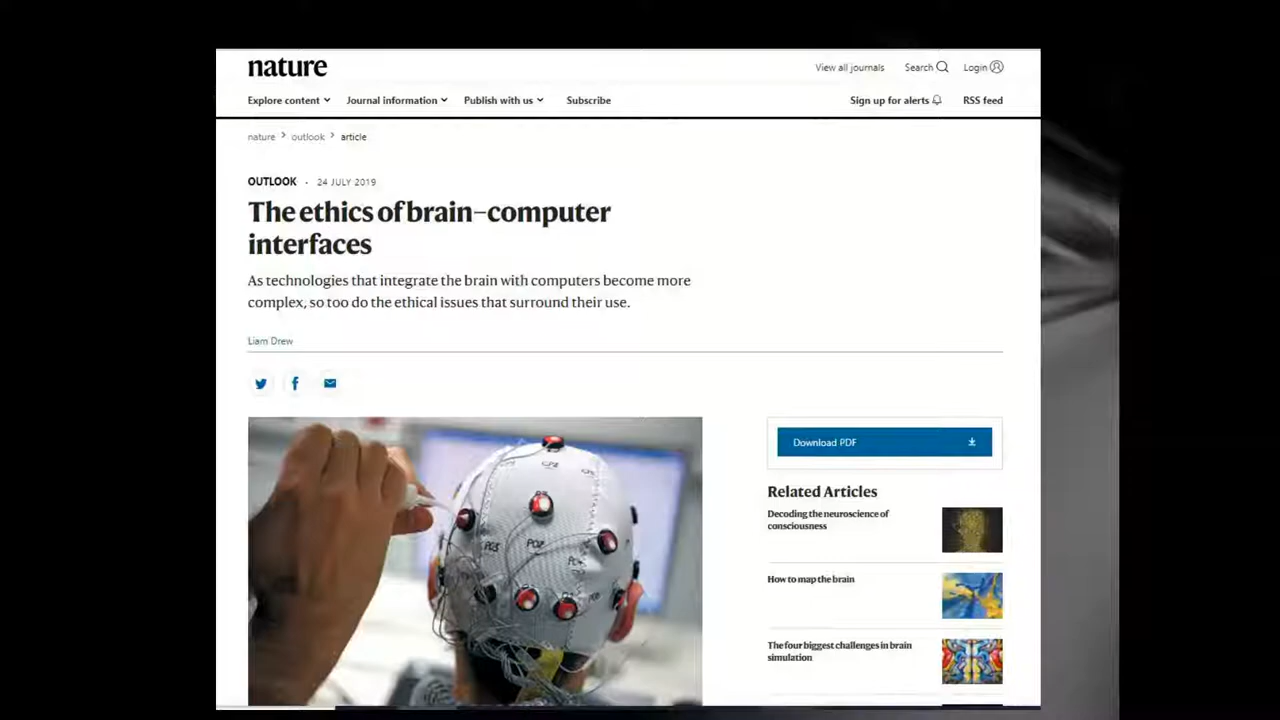 nature
View all journals Search Login
Explore content Journal information Publish with us Subscribe
Sign up for alerts RSS feed
nature > outlook > article
OUTLOOK · 24 JULY 2019
The ethics of brain–computer
interfaces
As technologies that integrate the brain with computers become more
complex, so too do the ethical issues that surround their use.
Liam Drew
Download PDF
Related Articles
Decoding the neuroscience of
consciousness
How to map the brain
The four biggest challenges in brain
simulation
CPZ
PO3
POZ
PO4